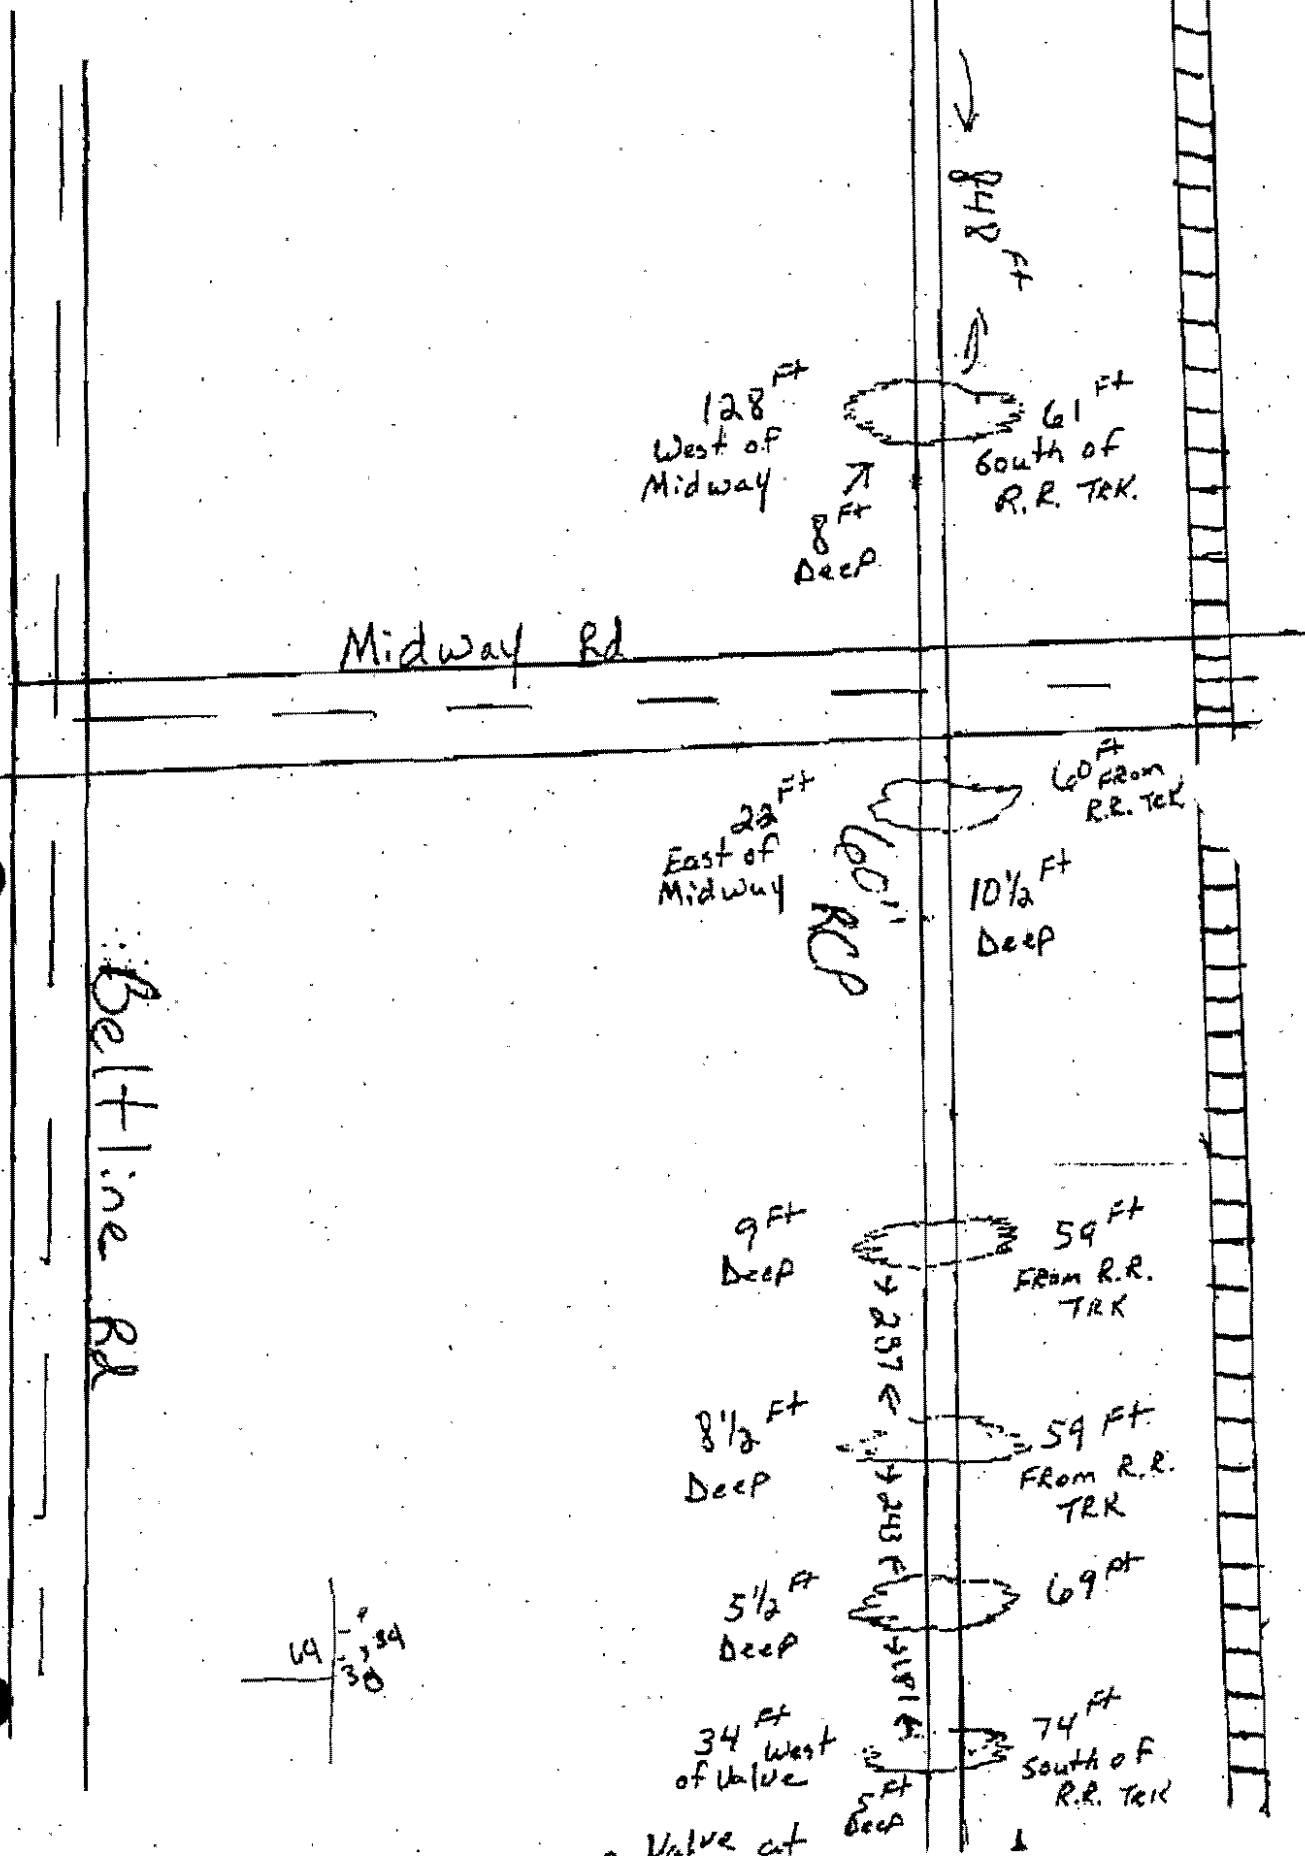 848 Ft
128 Ft
West of
Midway
61 Ft
South of
R.R. TRK.
8 Ft
Deep
Midway Rd
60 Ft
From
R.R. TCK
22 Ft
East of
Midway
60" RCP
10½ Ft
Deep
Beltline Rd
9 Ft
Deep
59 Ft
From R.R.
TRK
257
8½ Ft
Deep
59 Ft
From R.R.
TRK
243 F
5½ Ft
Deep
69 Ft
181
34 Ft West
of Valve
74 Ft
South of
R.R. TRK
5 Ft
Deep
Valve at